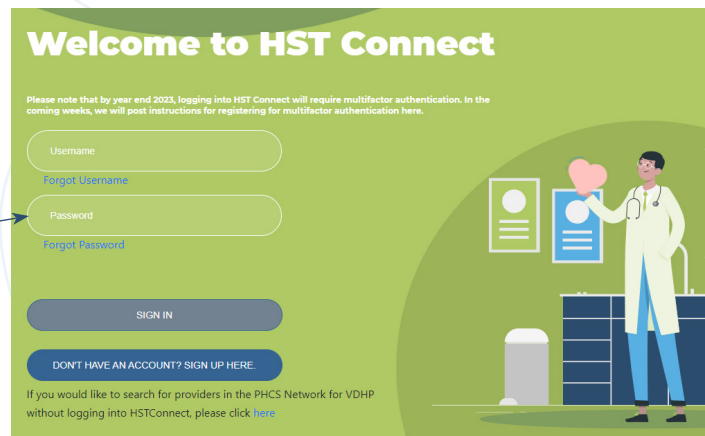 Welcome to HST Connect
Please note that by year end 2023, logging into HST Connect will require multifactor authentication. In the
coming weeks, we will post instructions for registering for multifactor authentication here.
Username
Forgot Username
Password
Forgot Password
SIGN IN
DON'T HAVE AN ACCOUNT? SIGN UP HERE.
If you would like to search for providers in the PHCS Network for VDHP
without logging into HSTConnect, please click here